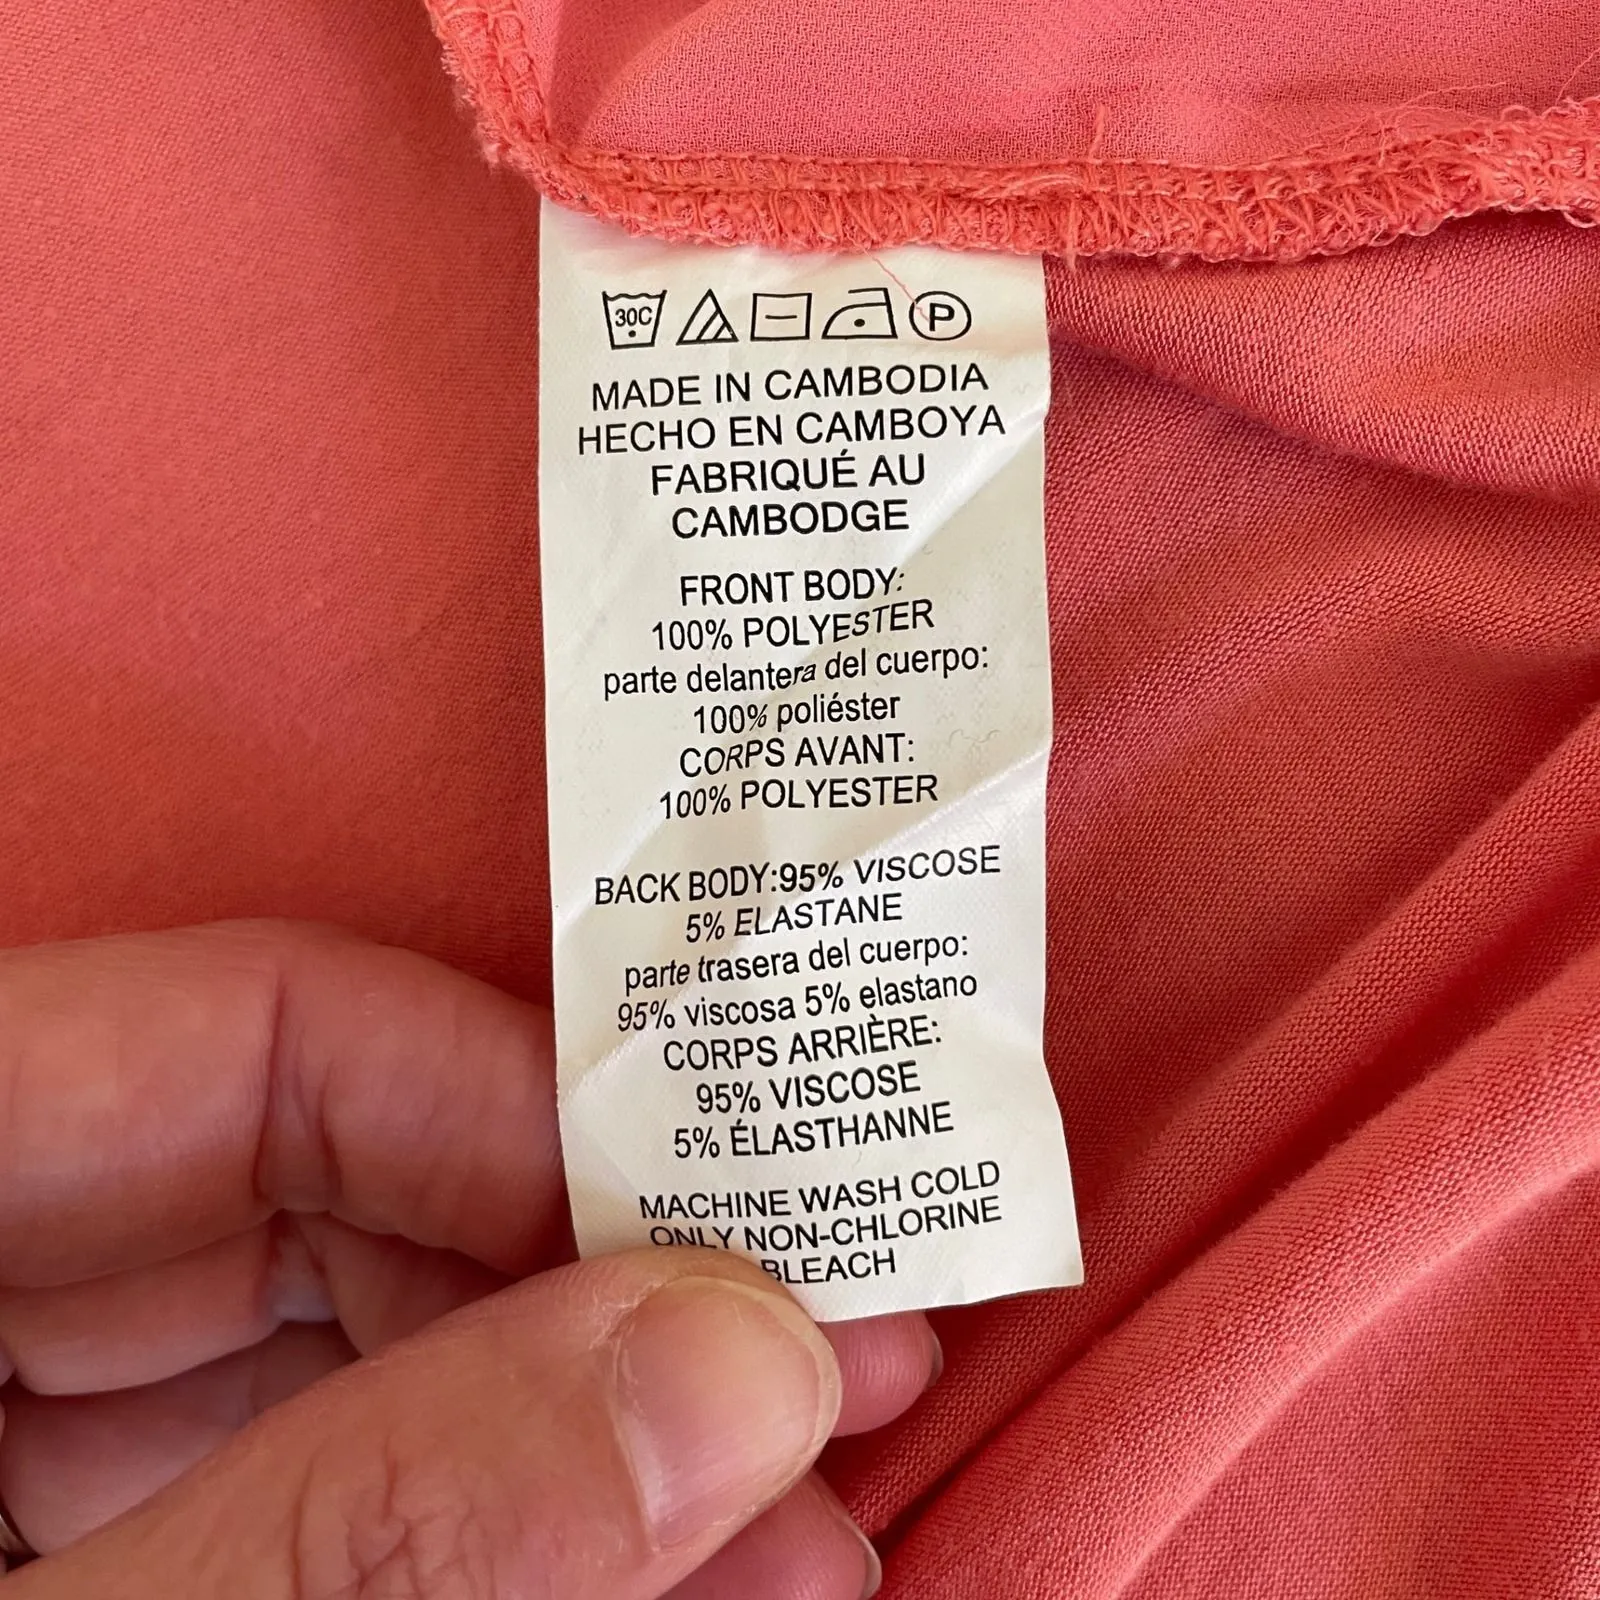 30C P
MADE IN CAMBODIA
HECHO EN CAMBOYA
FABRIQUÉ AU
CAMBODGE
FRONT BODY:
100% POLYESTER
parte delantera del cuerpo:
100% poliéster
CORPS AVANT:
100% POLYESTER
BACK BODY:95% VISCOSE
5% ELASTANE
parte trasera del cuerpo:
95% viscosa 5% elastano
CORPS ARRIÈRE:
95% VISCOSE
5% ÉLASTHANNE
MACHINE WASH COLD
ONLY NON-CHLORINE
BLEACH